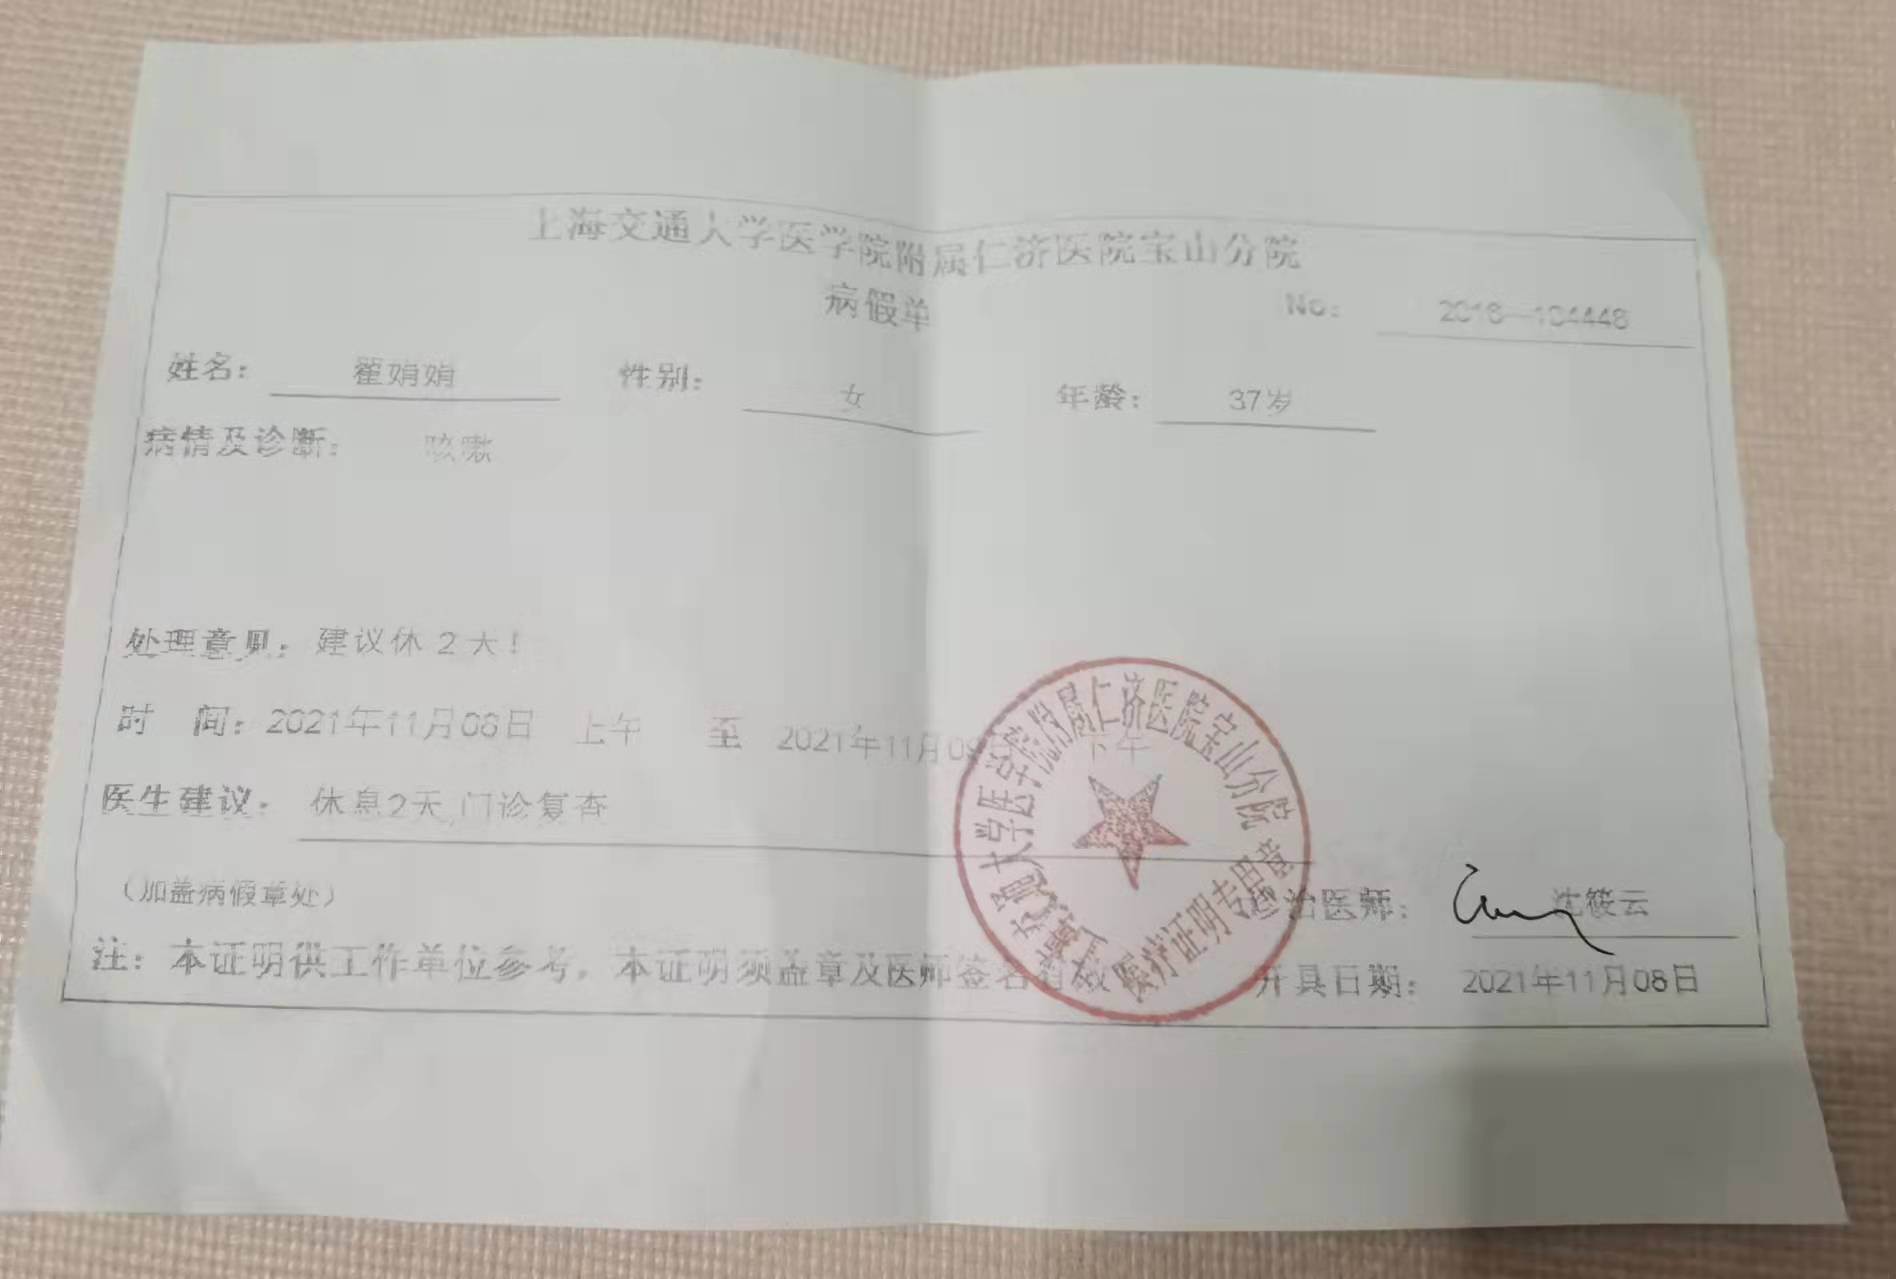 上海交通大学医学院附属仁济医院宝山分院
病假单 No: 2018—104448
姓名: 翟娟娟 性别: 女 年龄: 37岁
病情及诊断: 咳嗽
处理意见: 建议休 2 天!
时 间: 2021年11月08日 上午 至 2021年11月09日 下午
医生建议: 休息2天,门诊复查
(加盖病假章处) 主治医师: 沈筱云
注: 本证明供工作单位参考, 本证明须盖章及医师签名有效 开具日期: 2021年11月08日
上海交通大学医学院附属仁济医院宝山分院
医疗证明专用章